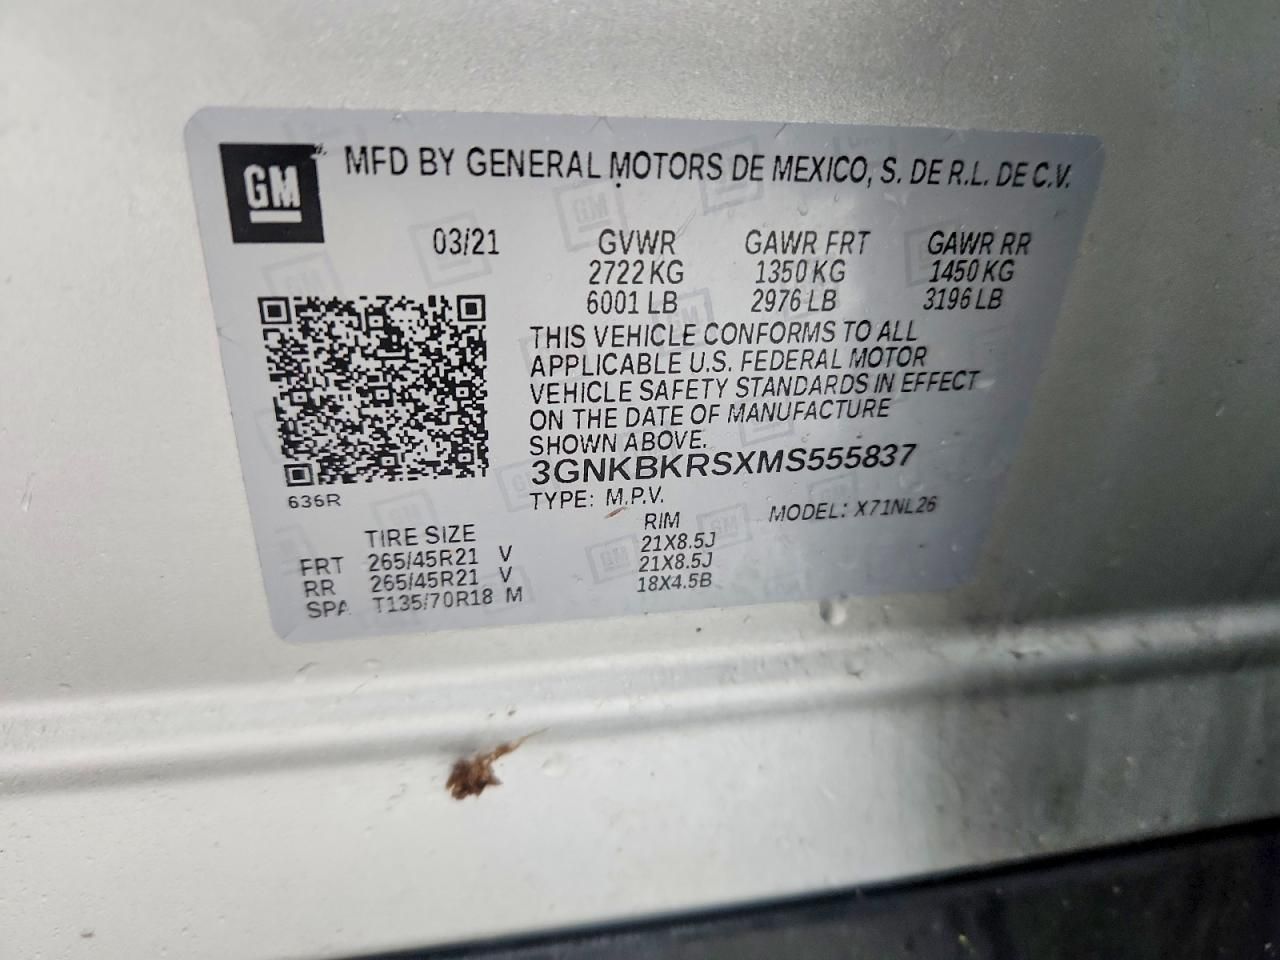 GM
MFD BY GENERAL MOTORS DE MEXICO, S. DE R.L. DE C.V.
03/21 GVWR GAWR FRT GAWR RR
2722 KG 1350 KG 1450 KG
6001 LB 2976 LB 3196 LB
THIS VEHICLE CONFORMS TO ALL
APPLICABLE U.S. FEDERAL MOTOR
VEHICLE SAFETY STANDARDS IN EFFECT
ON THE DATE OF MANUFACTURE
SHOWN ABOVE.
3GNKBKRSXMS555837
636R
TYPE: M.P.V. MODEL: X71NL26
TIRE SIZE RIM
FRT 265/45R21 V 21X8.5J
RR 265/45R21 V 21X8.5J
SPA T135/70R18 M 18X4.5B